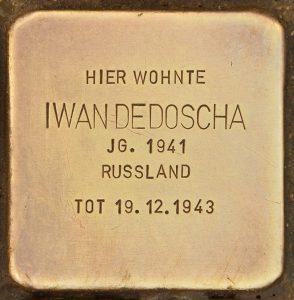 HIER WOHNTE
IWAN DEDOSCHA
JG. 1941
RUSSLAND
TOT 19.12.1943